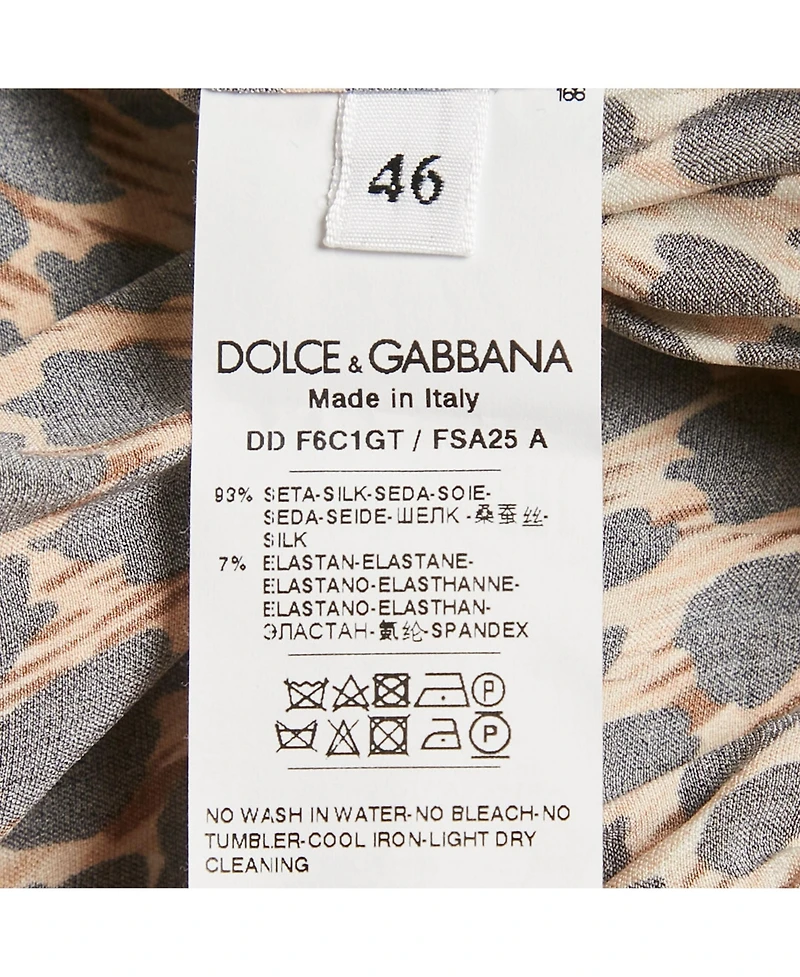 166
46
DOLCE & GABBANA
Made in Italy
DD F6C1GT / FSA25 A
93% SETA-SILK-SEDA-SOIE-
SEDA-SEIDE-ШЕЛК -桑蚕丝-
SILK
7% ELASTAN-ELASTANE-
ELASTANO-ELASTHANNE-
ELASTANO-ELASTHAN-
ЭЛАСТАН-氨纶-SPANDEX
P
P
NO WASH IN WATER-NO BLEACH-NO
TUMBLER-COOL IRON-LIGHT DRY
CLEANING